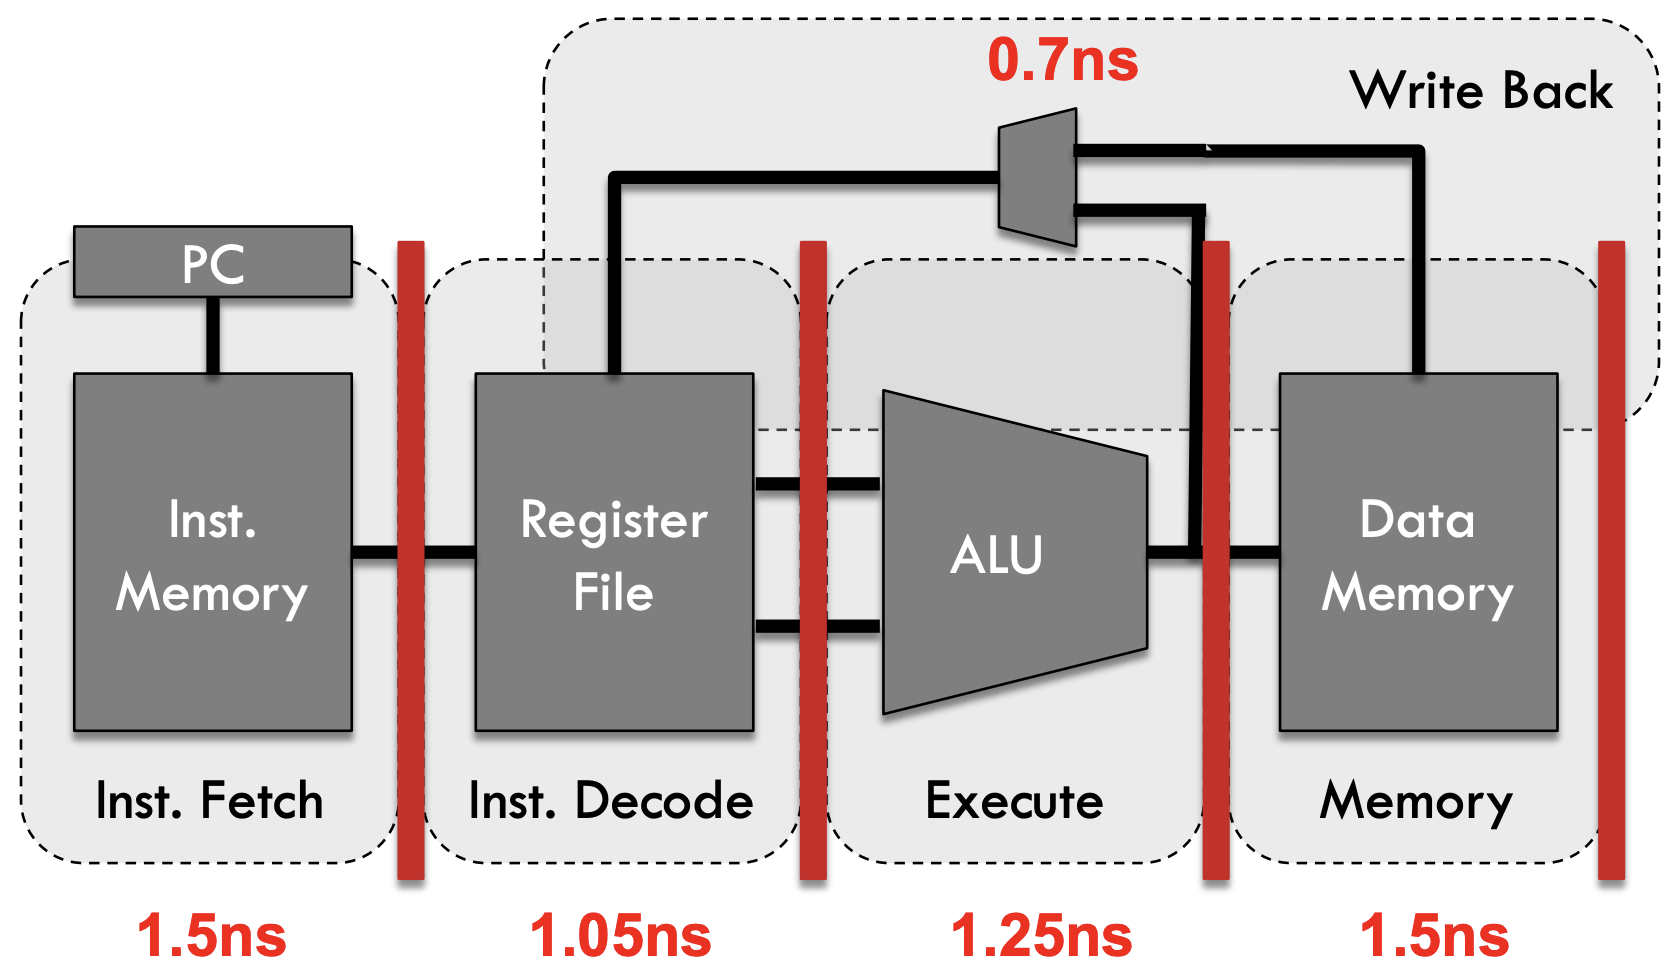 0.7ns
Write Back
PC
Inst.
Memory
Register
File
ALU
Data
Memory
Inst. Fetch
Inst. Decode
Execute
Memory
1.5ns
1.05ns
1.25ns
1.5ns